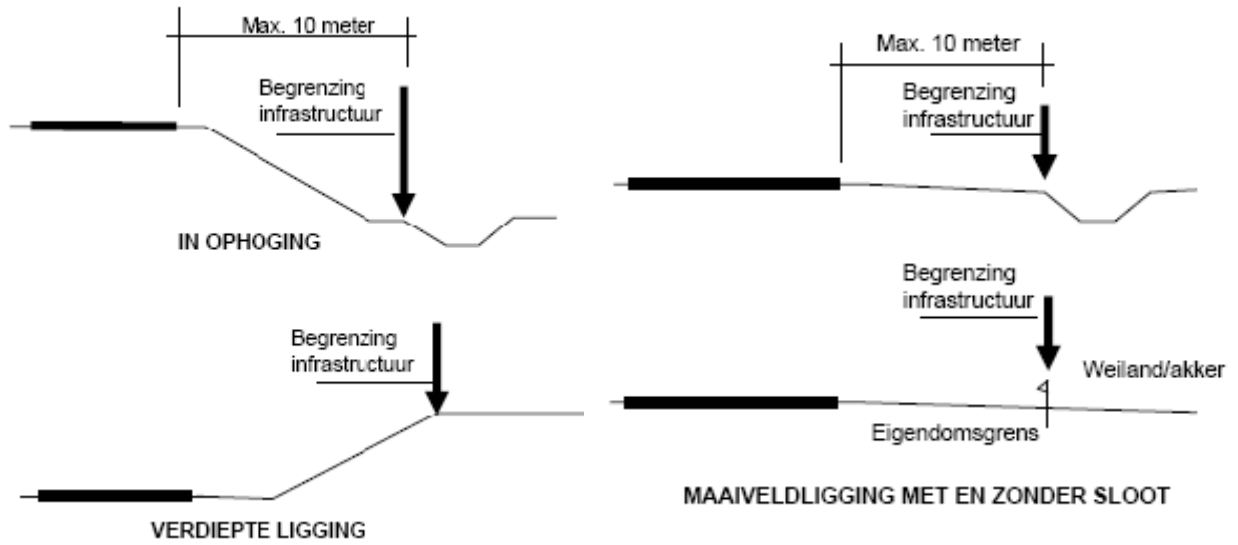 Max. 10 meter
Begrenzing
infrastructuur
IN OPHOGING
Begrenzing
infrastructuur
VERDIEPTE LIGGING
Max. 10 meter
Begrenzing
infrastructuur
Begrenzing
infrastructuur
Weiland/akker
Eigendomsgrens
MAAIVELDLIGGING MET EN ZONDER SLOOT